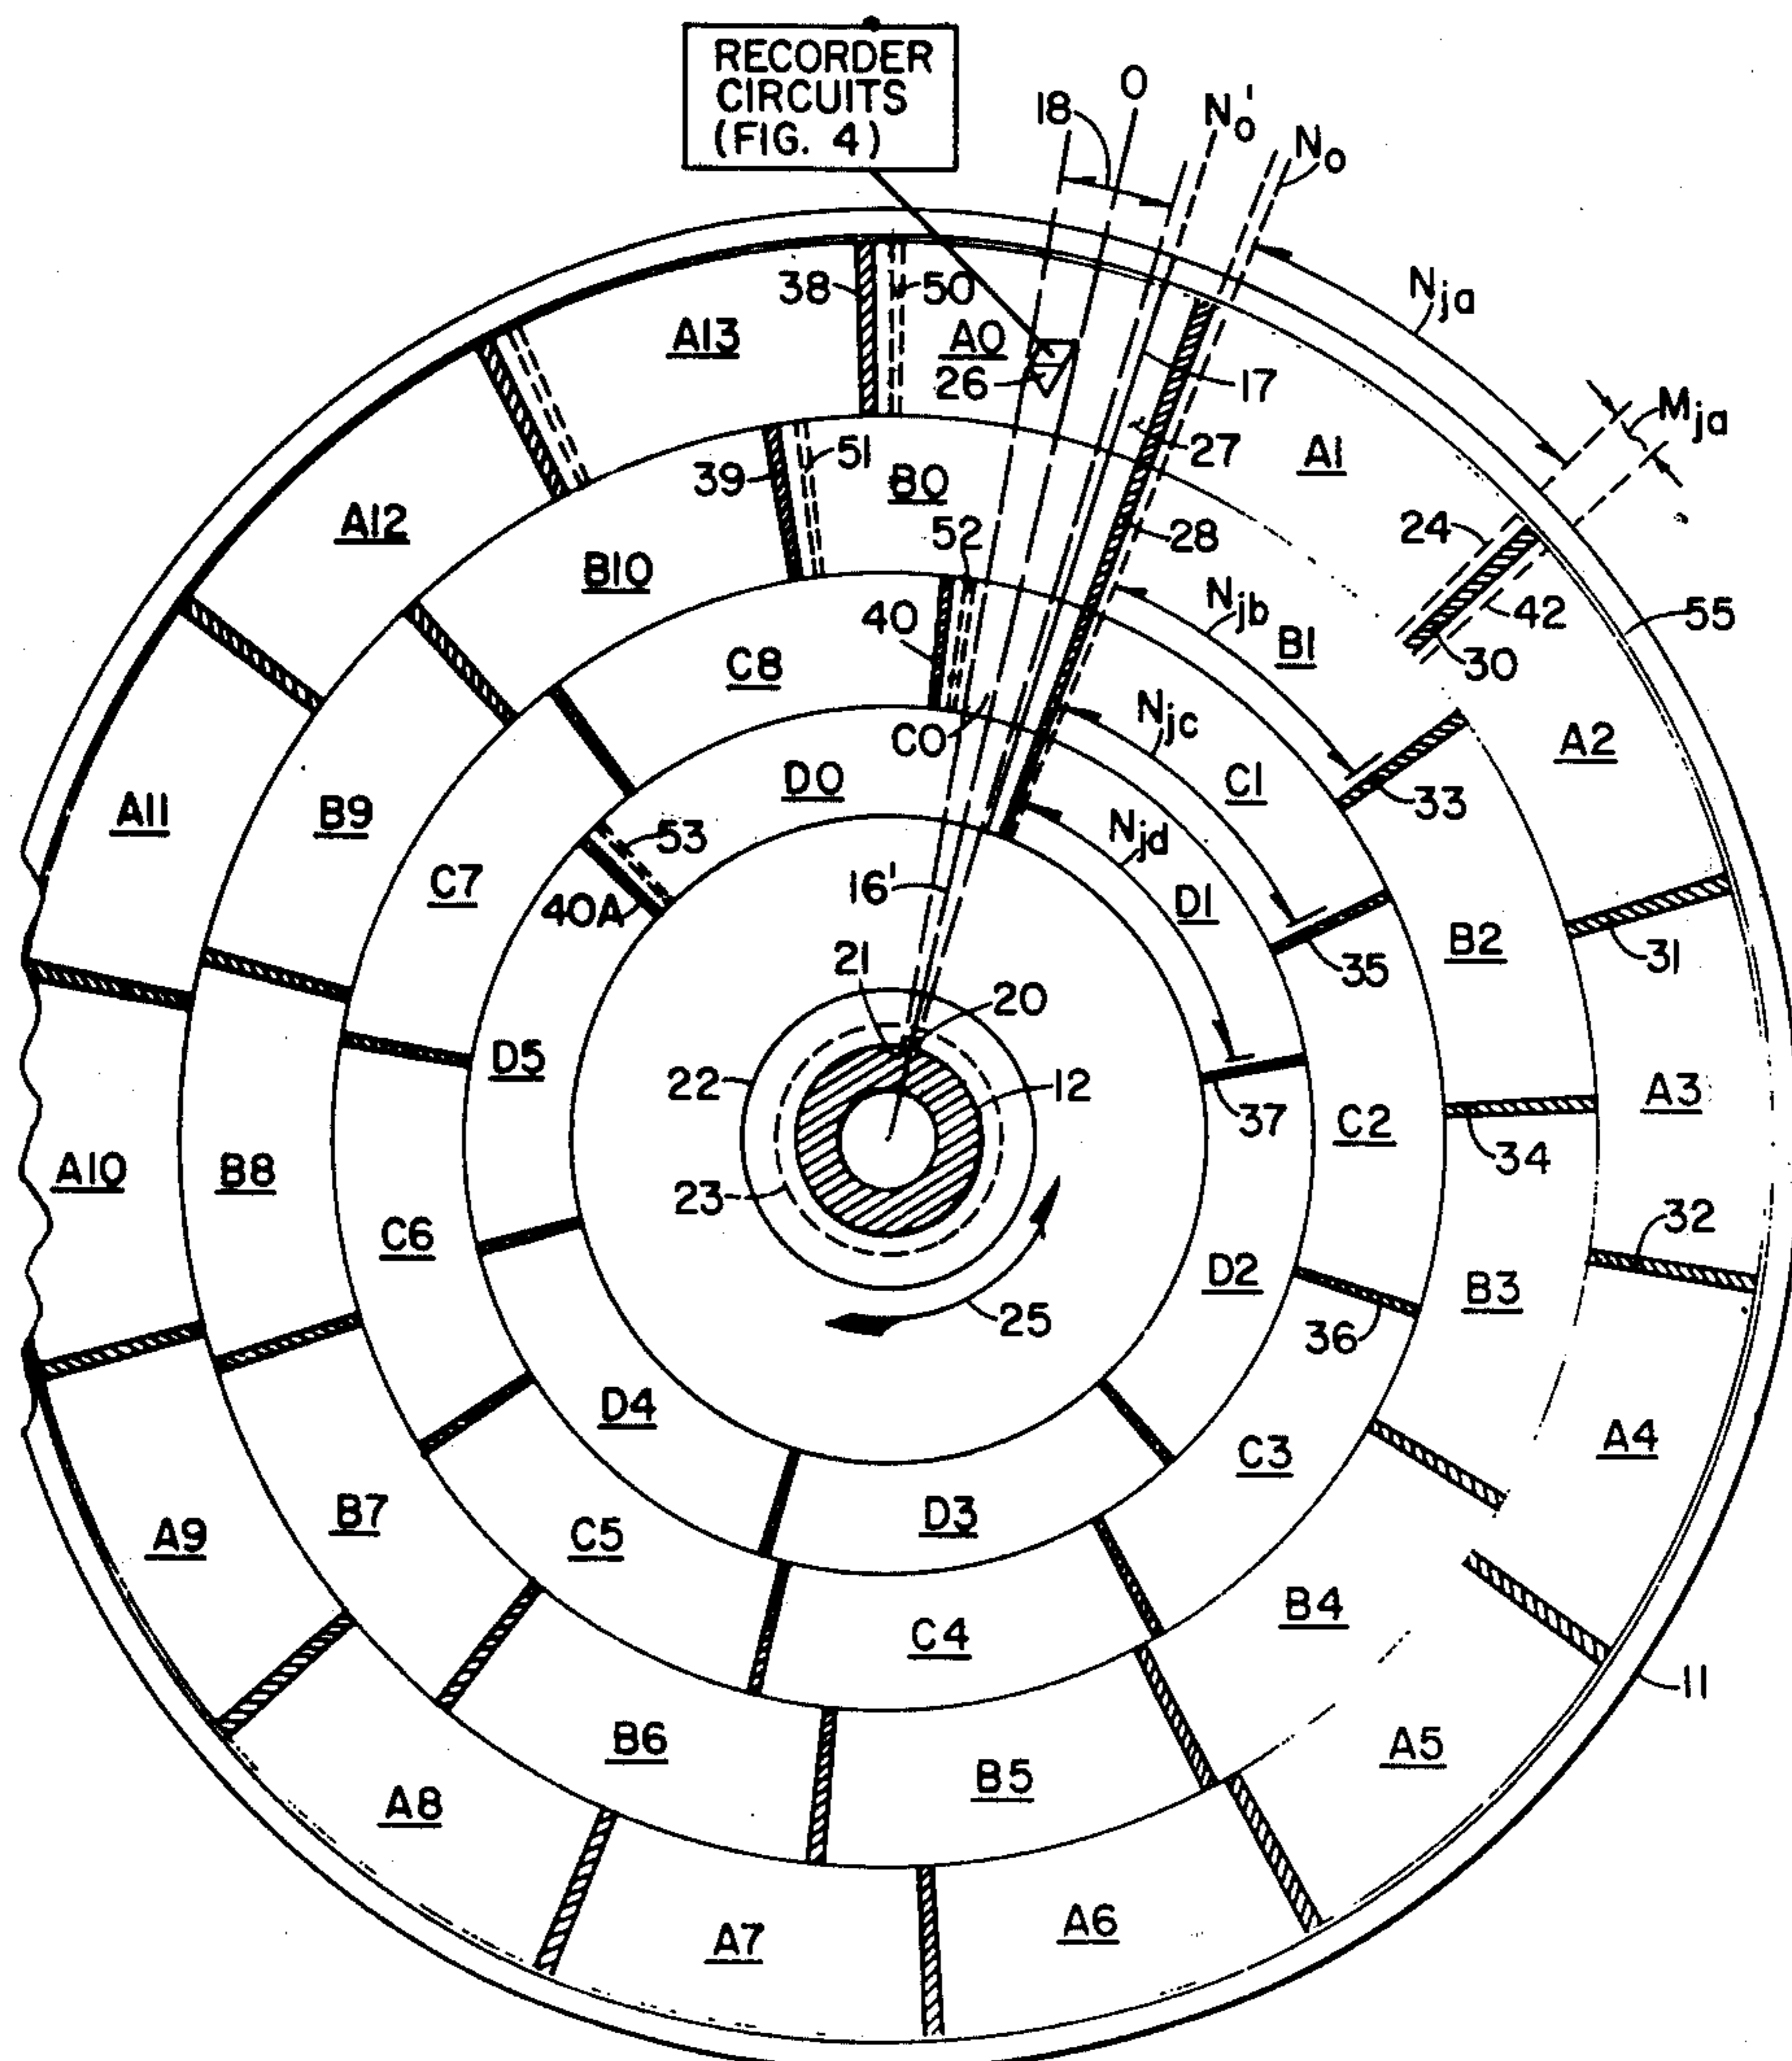 RECORDER
CIRCUITS
(FIG. 4)
18
O
No'
No
Nja
Mja
38
50
A13
A0
26
17
27
A1
39
51
B0
52
28
24
42
55
30
A12
B10
40
C8
Njb
B1
C0
Njc
A2
D0
C1
33
A11
B9
53
Njd
C7
40A
16'
D1
B2
35
31
21
20
D5
22
12
A3
37
C2
34
A10
B8
23
32
C6
D2
B3
25
36
D4
C3
A4
B7
D3
A9
C5
B4
C4
11
B6
A5
B5
A8
A6
A7